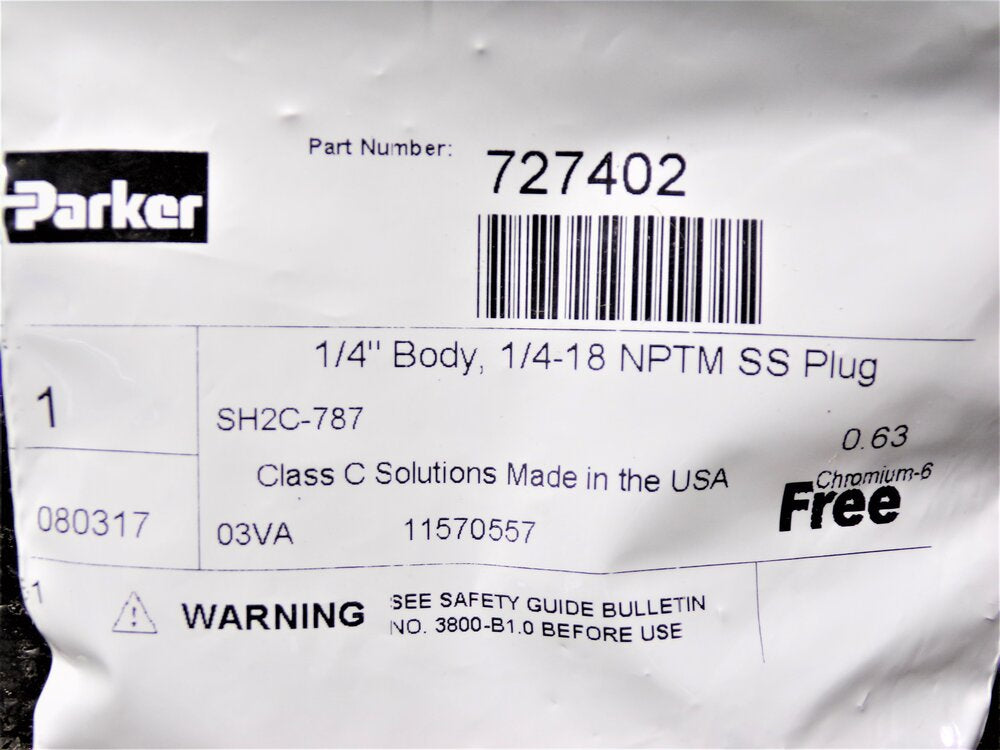 Parker
Part Number: 727402
1/4" Body, 1/4-18 NPTM SS Plug
1
SH2C-787
0.63
Class C Solutions Made in the USA
Chromium-6
Free
080317
03VA 11570557
1
WARNING
SEE SAFETY GUIDE BULLETIN
NO. 3800-B1.0 BEFORE USE